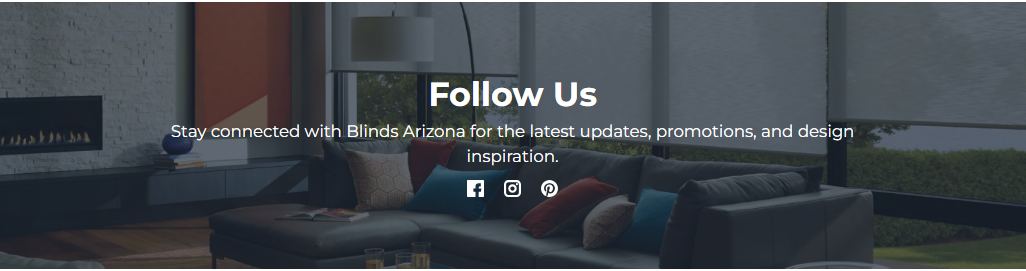 Follow Us
Stay connected with Blinds Arizona for the latest updates, promotions, and design
inspiration.